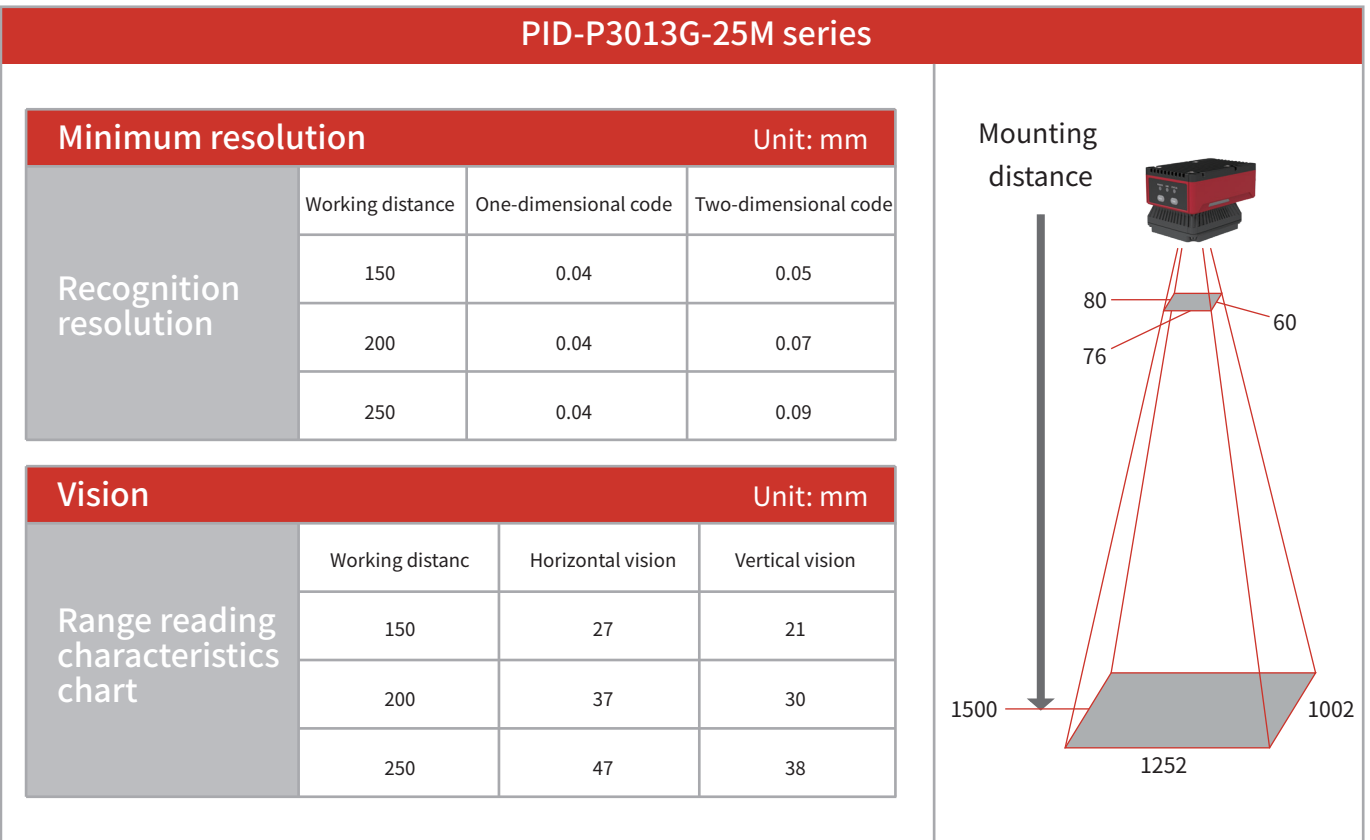 PID-P3013G-25M series
Minimum resolution Unit: mm
Recognition
resolution
Working distance One-dimensional code Two-dimensional code
150 0.04 0.05
200 0.04 0.07
250 0.04 0.09
Vision Unit: mm
Range reading
characteristics
chart
Working distanc Horizontal vision Vertical vision
150 27 21
200 37 30
250 47 38
Mounting
distance
80
60
76
1500
1002
1252